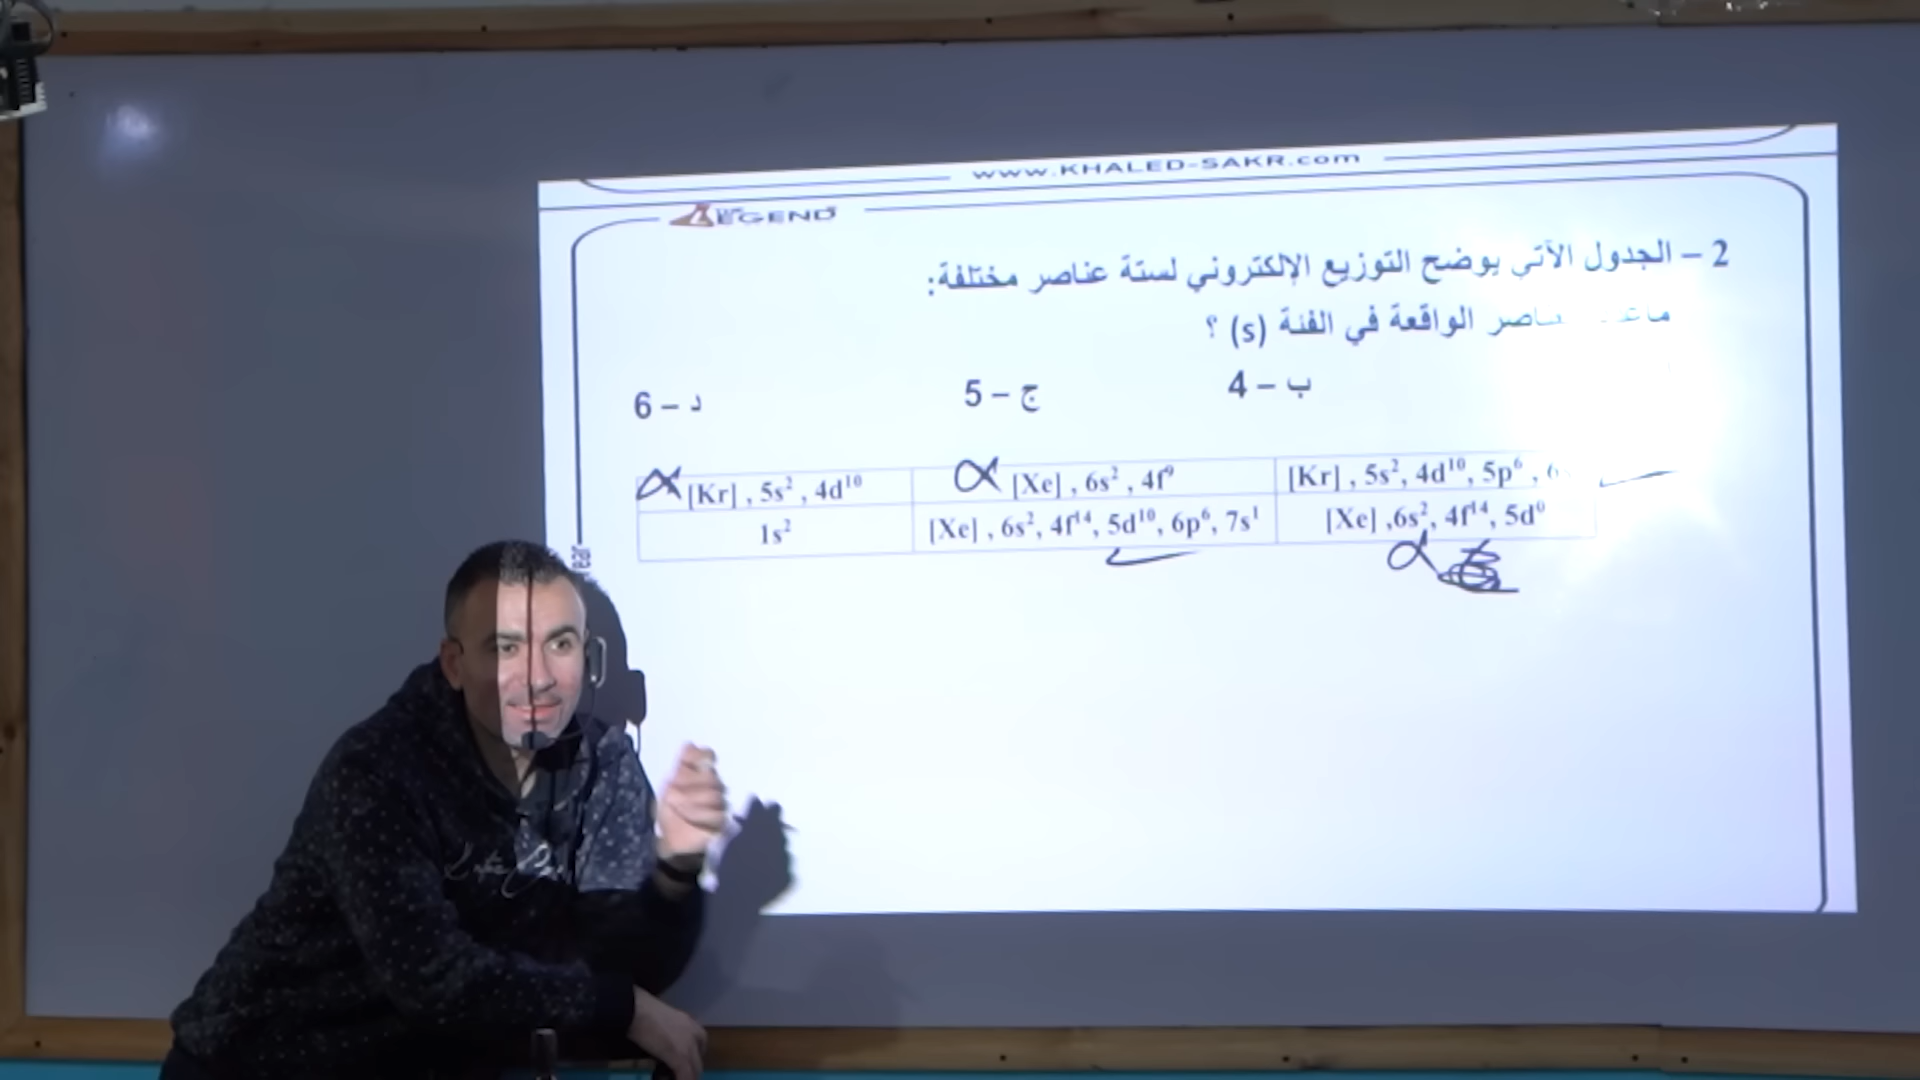 www.KHALED-SAKR.com
LEGEND
2 – الجدول الآتي يوضح التوزيع الإلكتروني لستة عناصر مختلفة:
الواقعة في الفئة (s) ؟
ب – 4 ج – 5 د – 6
[Kr] , 5s², 4d¹⁰ [Xe] , 6s², 4f⁹ [Kr] , 5s², 4d¹⁰, 5p⁶, 6
1s² [Xe] , 6s², 4f¹⁴, 5d¹⁰, 6p⁶, 7s¹ [Xe] ,6s², 4f¹⁴, 5d⁰